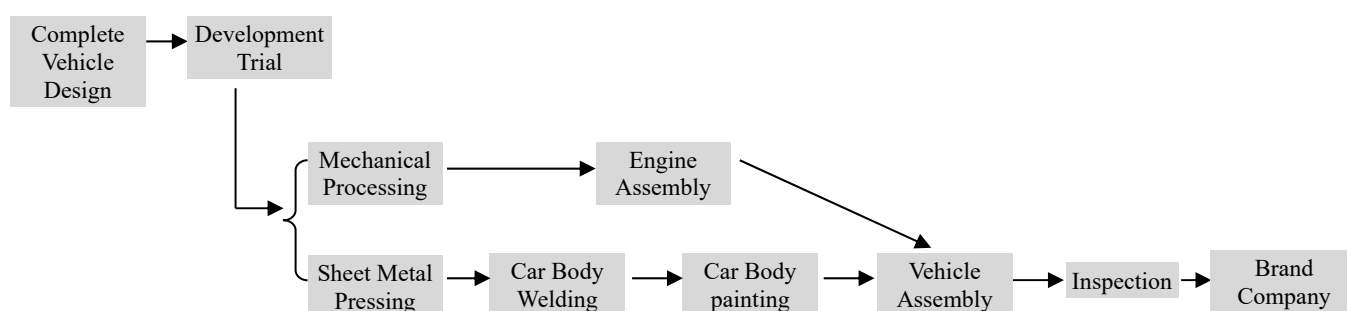 Complete
Vehicle
Design
Development
Trial
Mechanical
Processing
Engine
Assembly
Sheet Metal
Pressing
Car Body
Welding
Car Body
painting
Vehicle
Assembly
Inspection
Brand
Company